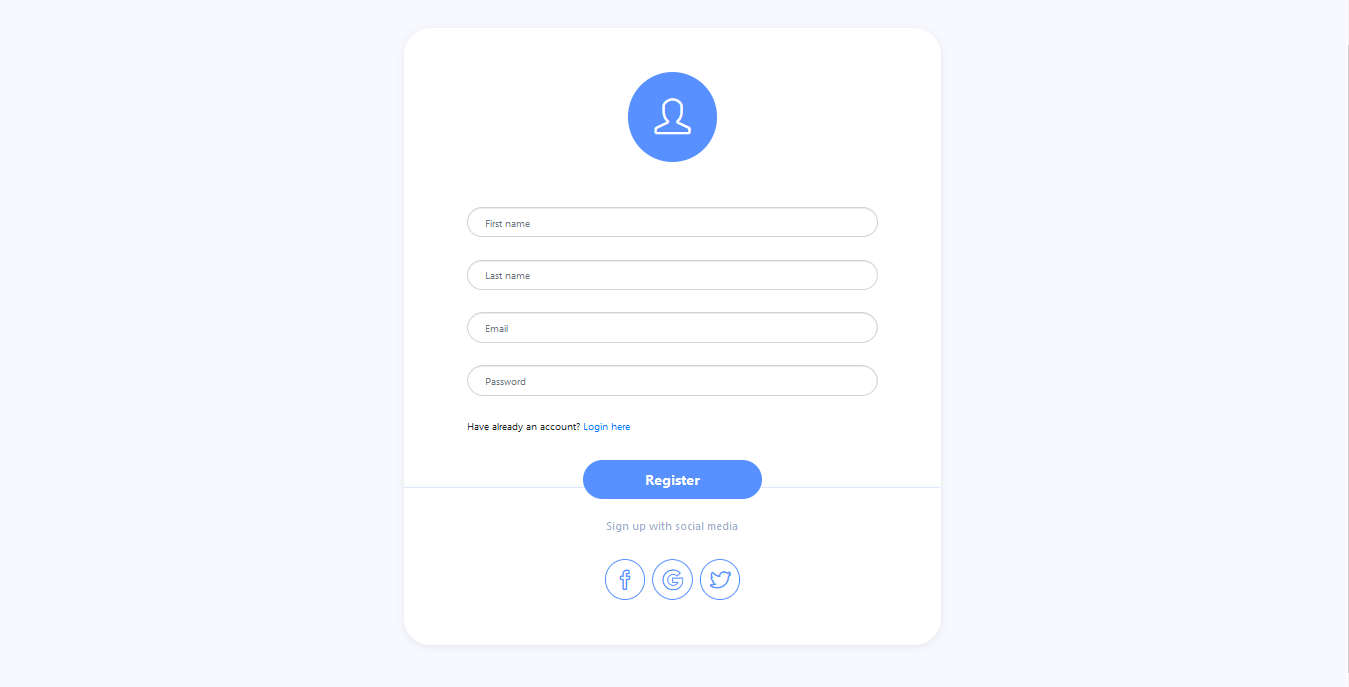 First name
Last name
Email
Password
Have already an account? Login here
Register
Sign up with social media